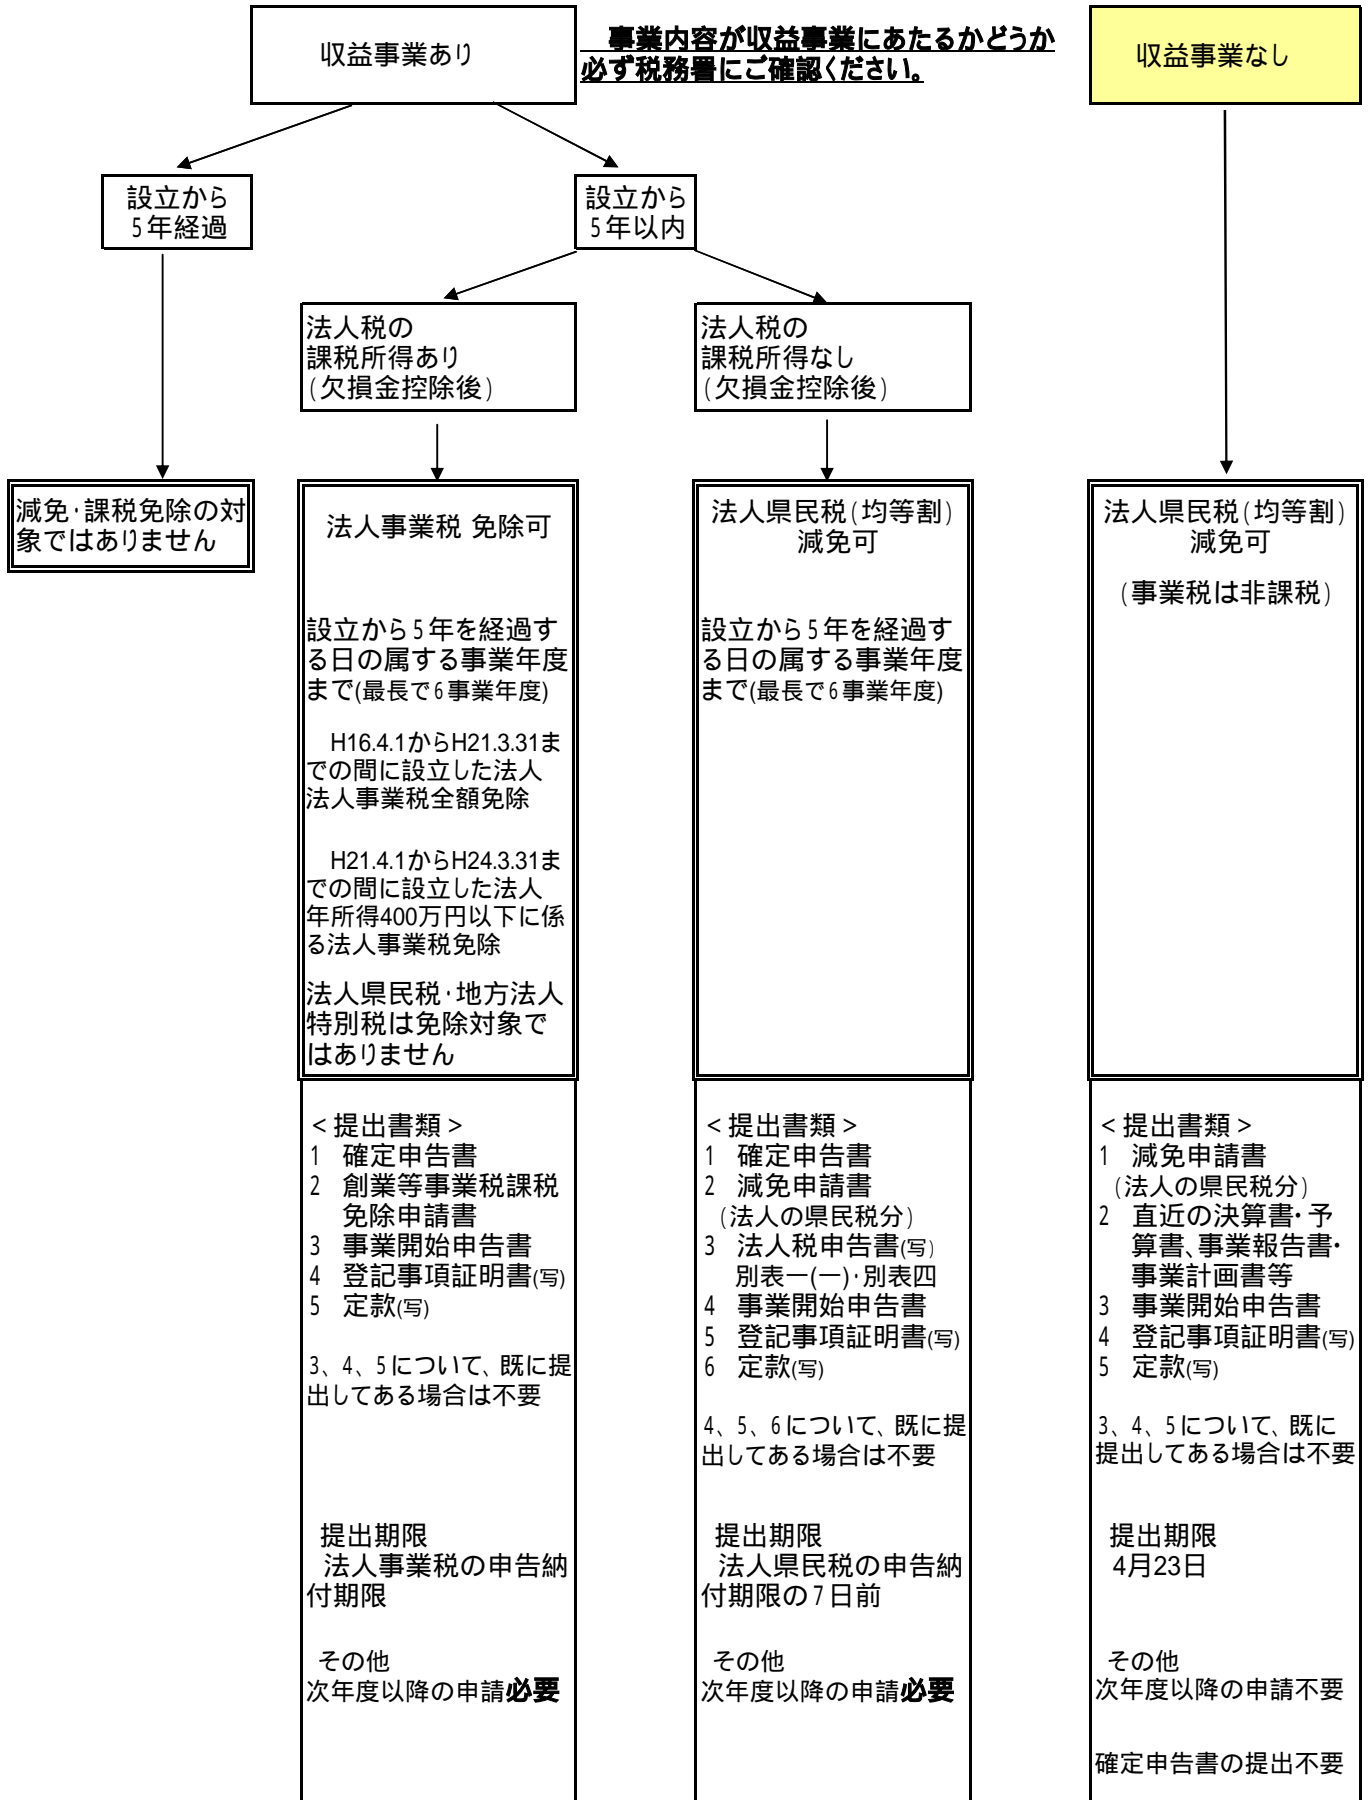 収益事業あり
事業内容が収益事業にあたるかどうか
必ず税務署にご確認ください。
収益事業なし
設立から
5年経過
設立から
5年以内
法人税の
課税所得あり
(欠損金控除後)
法人税の
課税所得なし
(欠損金控除後)
減免・課税免除の対
象ではありません
法人事業税 免除可
設立から5年を経過す
る日の属する事業年度
まで(最長で6事業年度)
H16.4.1からH21.3.31ま
での間に設立した法人
法人事業税全額免除
H21.4.1からH24.3.31ま
での間に設立した法人
年所得400万円以下に係
る法人事業税免除
法人県民税・地方法人
特別税は免除対象で
はありません
法人県民税(均等割)
減免可
設立から5年を経過す
る日の属する事業年度
まで(最長で6事業年度)
法人県民税(均等割)
減免可
(事業税は非課税)
<提出書類>
1 確定申告書
2 創業等事業税課税
免除申請書
3 事業開始申告書
4 登記事項証明書(写)
5 定款(写)
3、4、5について、既に提
出してある場合は不要
提出期限
法人事業税の申告納
付期限
その他
次年度以降の申請必要
<提出書類>
1 確定申告書
2 減免申請書
(法人の県民税分)
3 法人税申告書(写)
別表一(一)・別表四
4 事業開始申告書
5 登記事項証明書(写)
6 定款(写)
4、5、6について、既に提
出してある場合は不要
提出期限
法人県民税の申告納
付期限の7日前
その他
次年度以降の申請必要
<提出書類>
1 減免申請書
(法人の県民税分)
2 直近の決算書・予
算書、事業報告書・
事業計画書等
3 事業開始申告書
4 登記事項証明書(写)
5 定款(写)
3、4、5について、既に
提出してある場合は不要
提出期限
4月23日
その他
次年度以降の申請不要
確定申告書の提出不要